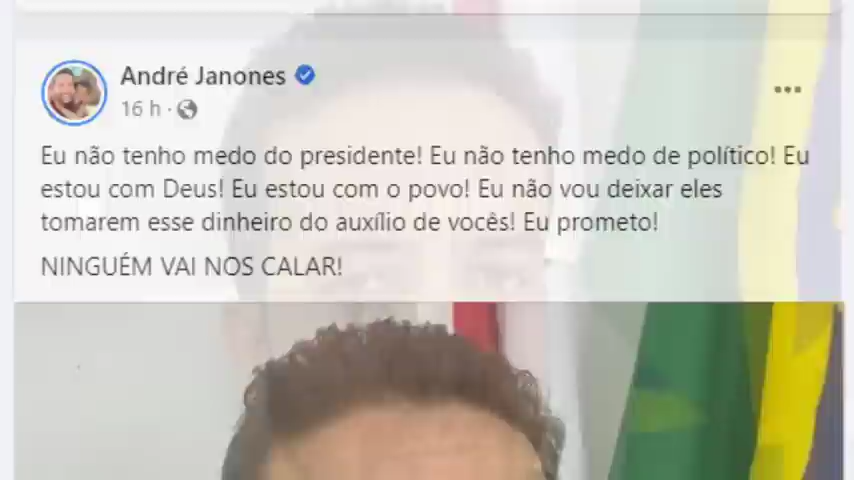 André Janones
16 h ·
Eu não tenho medo do presidente! Eu não tenho medo de político! Eu
estou com Deus! Eu estou com o povo! Eu não vou deixar eles
tomarem esse dinheiro do auxílio de vocês! Eu prometo!
NINGUÉM VAI NOS CALAR!